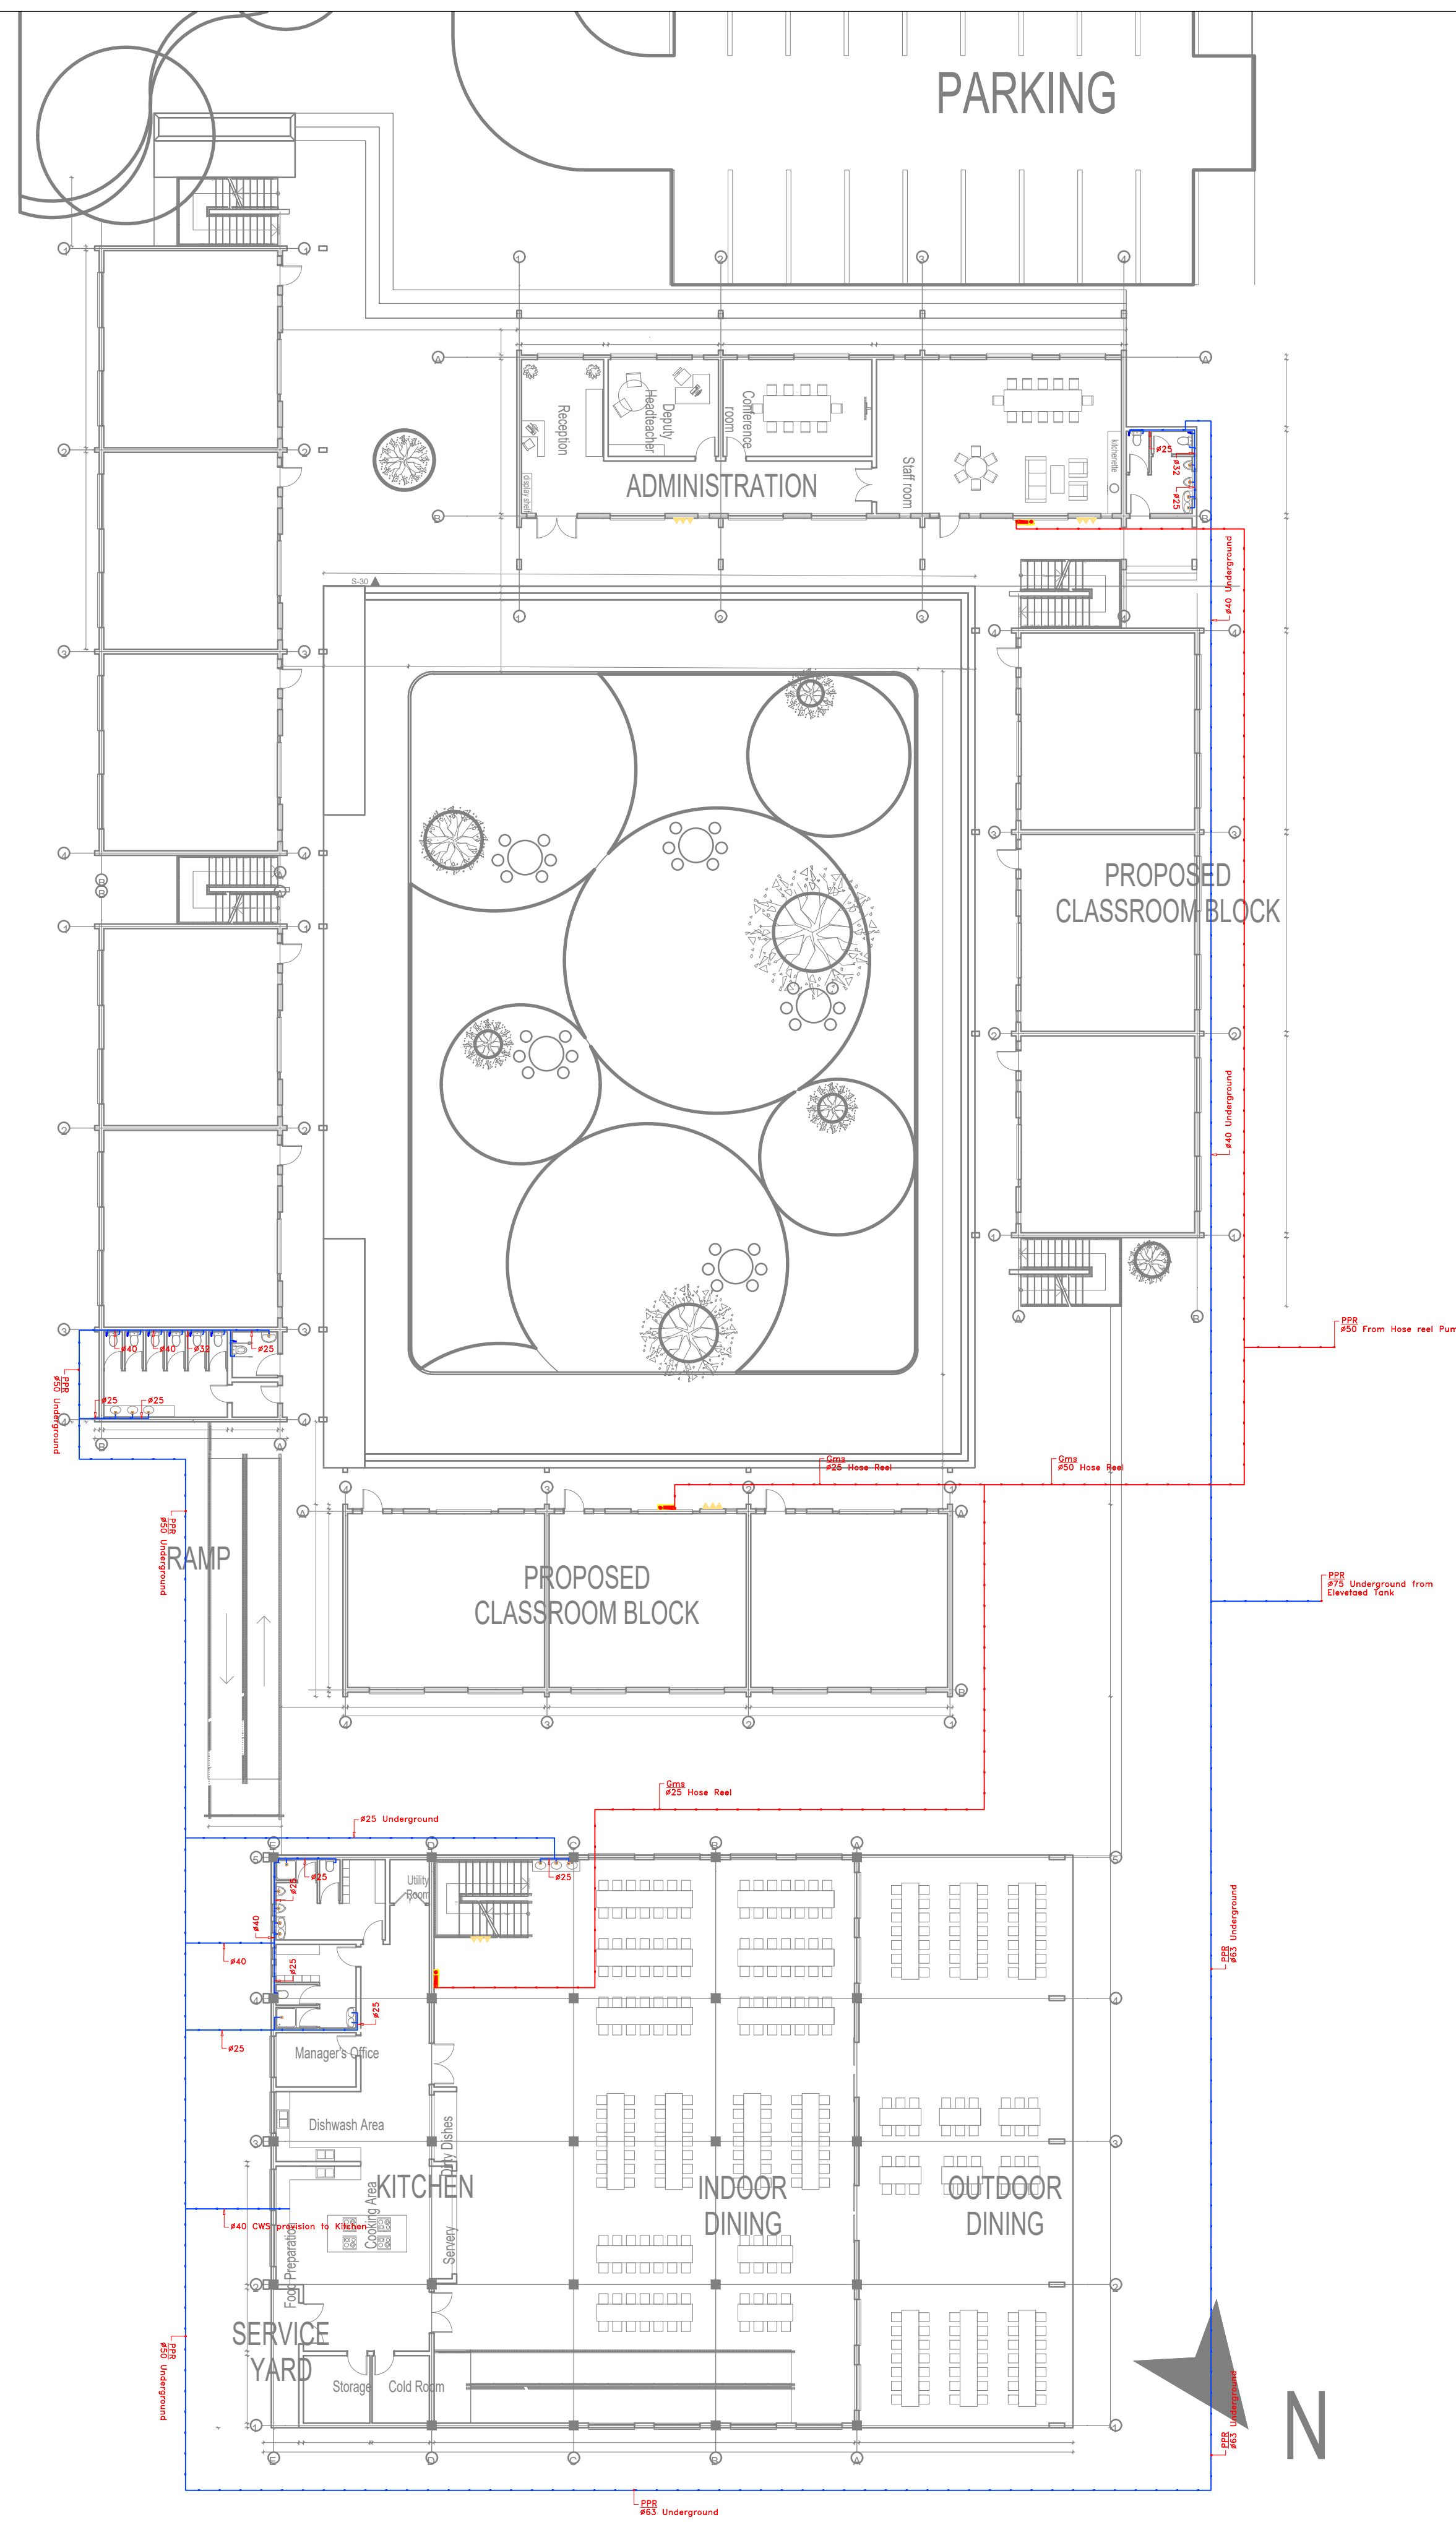 PARKING
Reception
Deputy
Headteacher
Conference
room
Staff room
kitchenette
display shelf
ADMINISTRATION
ø25
ø32
ø25
ø40 Underground
S-30
PROPOSED
CLASSROOM BLOCK
ø40 Underground
ø40
ø40
ø32
ø25
ø25
ø25
PPR
ø50 Underground
PPR
ø50 From Hose reel Pum
Gms
ø25 Hose Reel
Gms
ø50 Hose Reel
PPR
ø50 Underground
RAMP
PROPOSED
CLASSROOM BLOCK
PPR
ø75 Underground from
Elevetaed Tank
Gms
ø25 Hose Reel
ø25 Underground
ø25
ø25
ø25
Utility
Room
ø40
ø40
ø25
ø25
ø25
PPR
ø63 Underground
Manager's Office
Dishwash Area
Dirty Dishes
KITCHEN
Cooking Area
Servery
Food Preparation
ø40 CWS provision to Kitchen
INDOOR
DINING
OUTDOOR
DINING
SERVICE
YARD
Storage
Cold Room
PPR
ø50 Underground
PPR
ø63 Underground
N
PPR
ø63 Underground